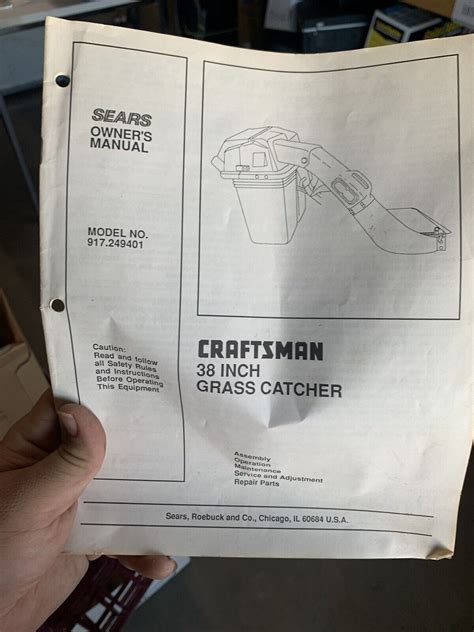 SEARS
OWNER'S
MANUAL
MODEL NO.
917.249401
Caution:
Read and follow
all Safety Rules
and Instructions
Before Operating
This Equipment
CRAFTSMAN
38 INCH
GRASS CATCHER
Assembly
Operation
Maintenance
Service and Adjustment
Repair Parts
Sears, Roebuck and Co., Chicago, IL 60684 U.S.A.